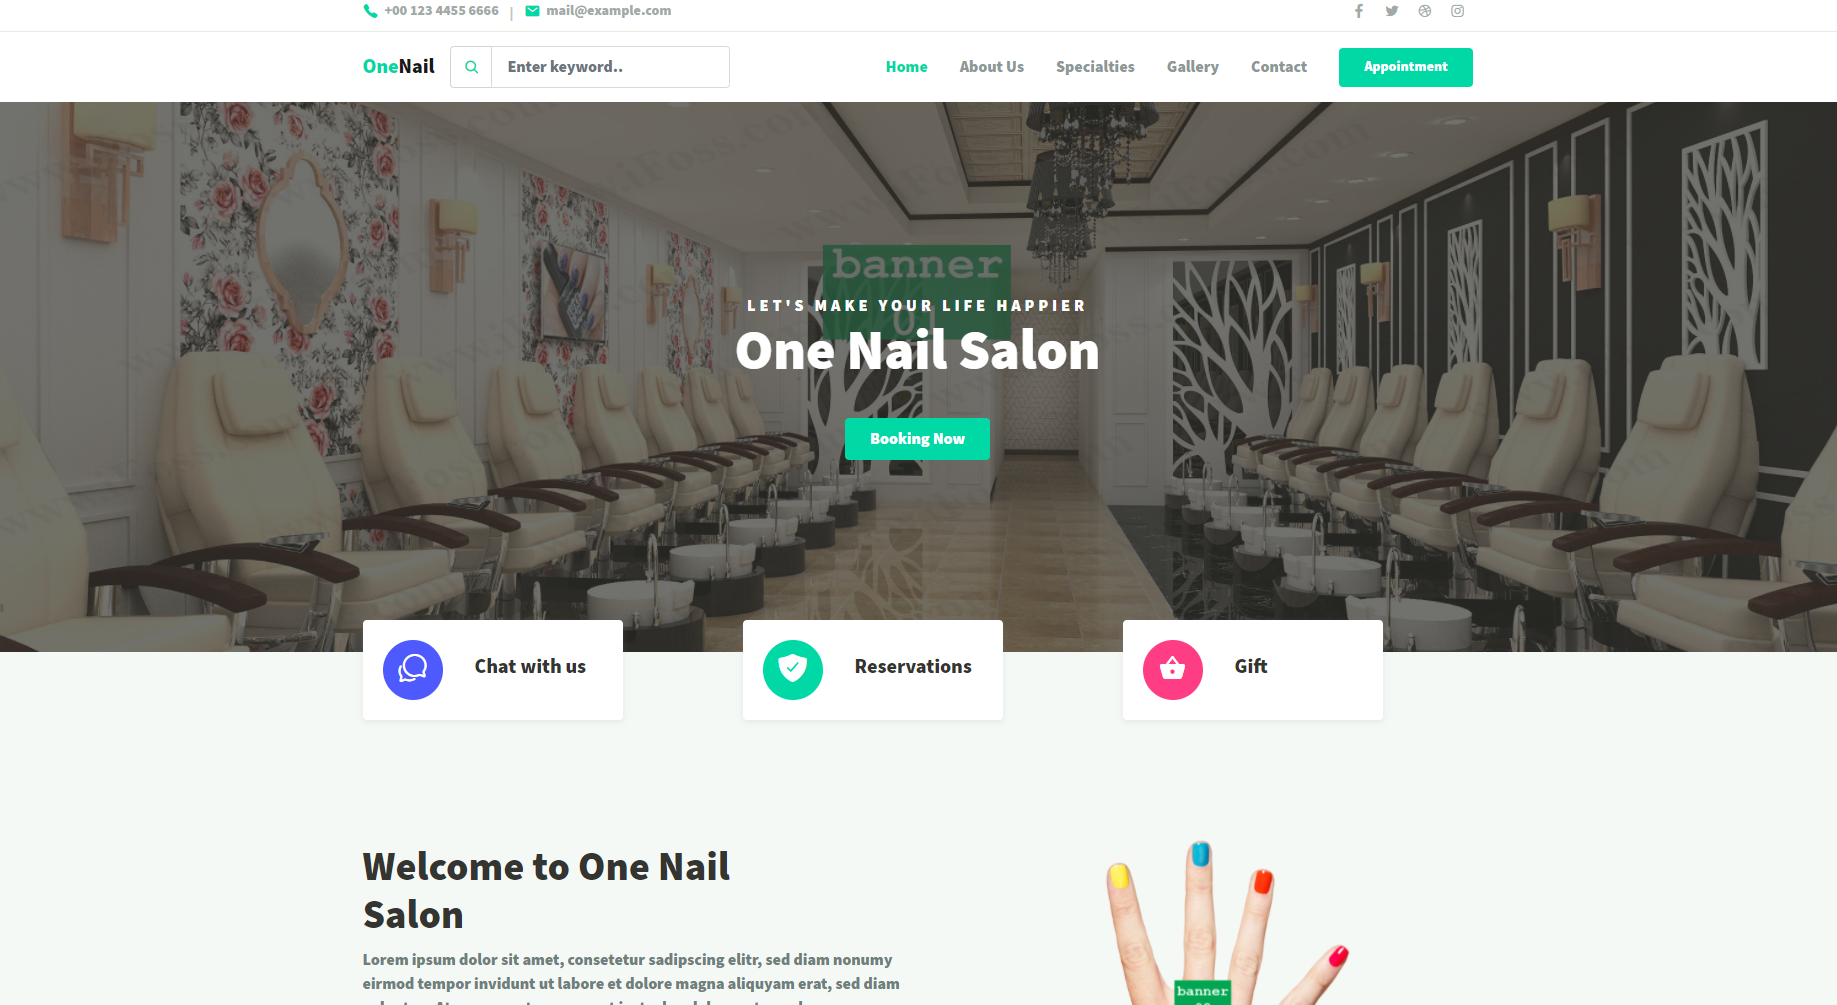 +00 123 4455 6666 | mail@example.com
OneNail
Enter keyword..
Home
About Us
Specialties
Gallery
Contact
Appointment
banner
LET'S MAKE YOUR LIFE HAPPIER
One Nail Salon
Booking Now
Chat with us
Reservations
Gift
Welcome to One Nail
Salon
Lorem ipsum dolor sit amet, consetetur sadipscing elitr, sed diam nonumy
eirmod tempor invidunt ut labore et dolore magna aliquyam erat, sed diam
banner